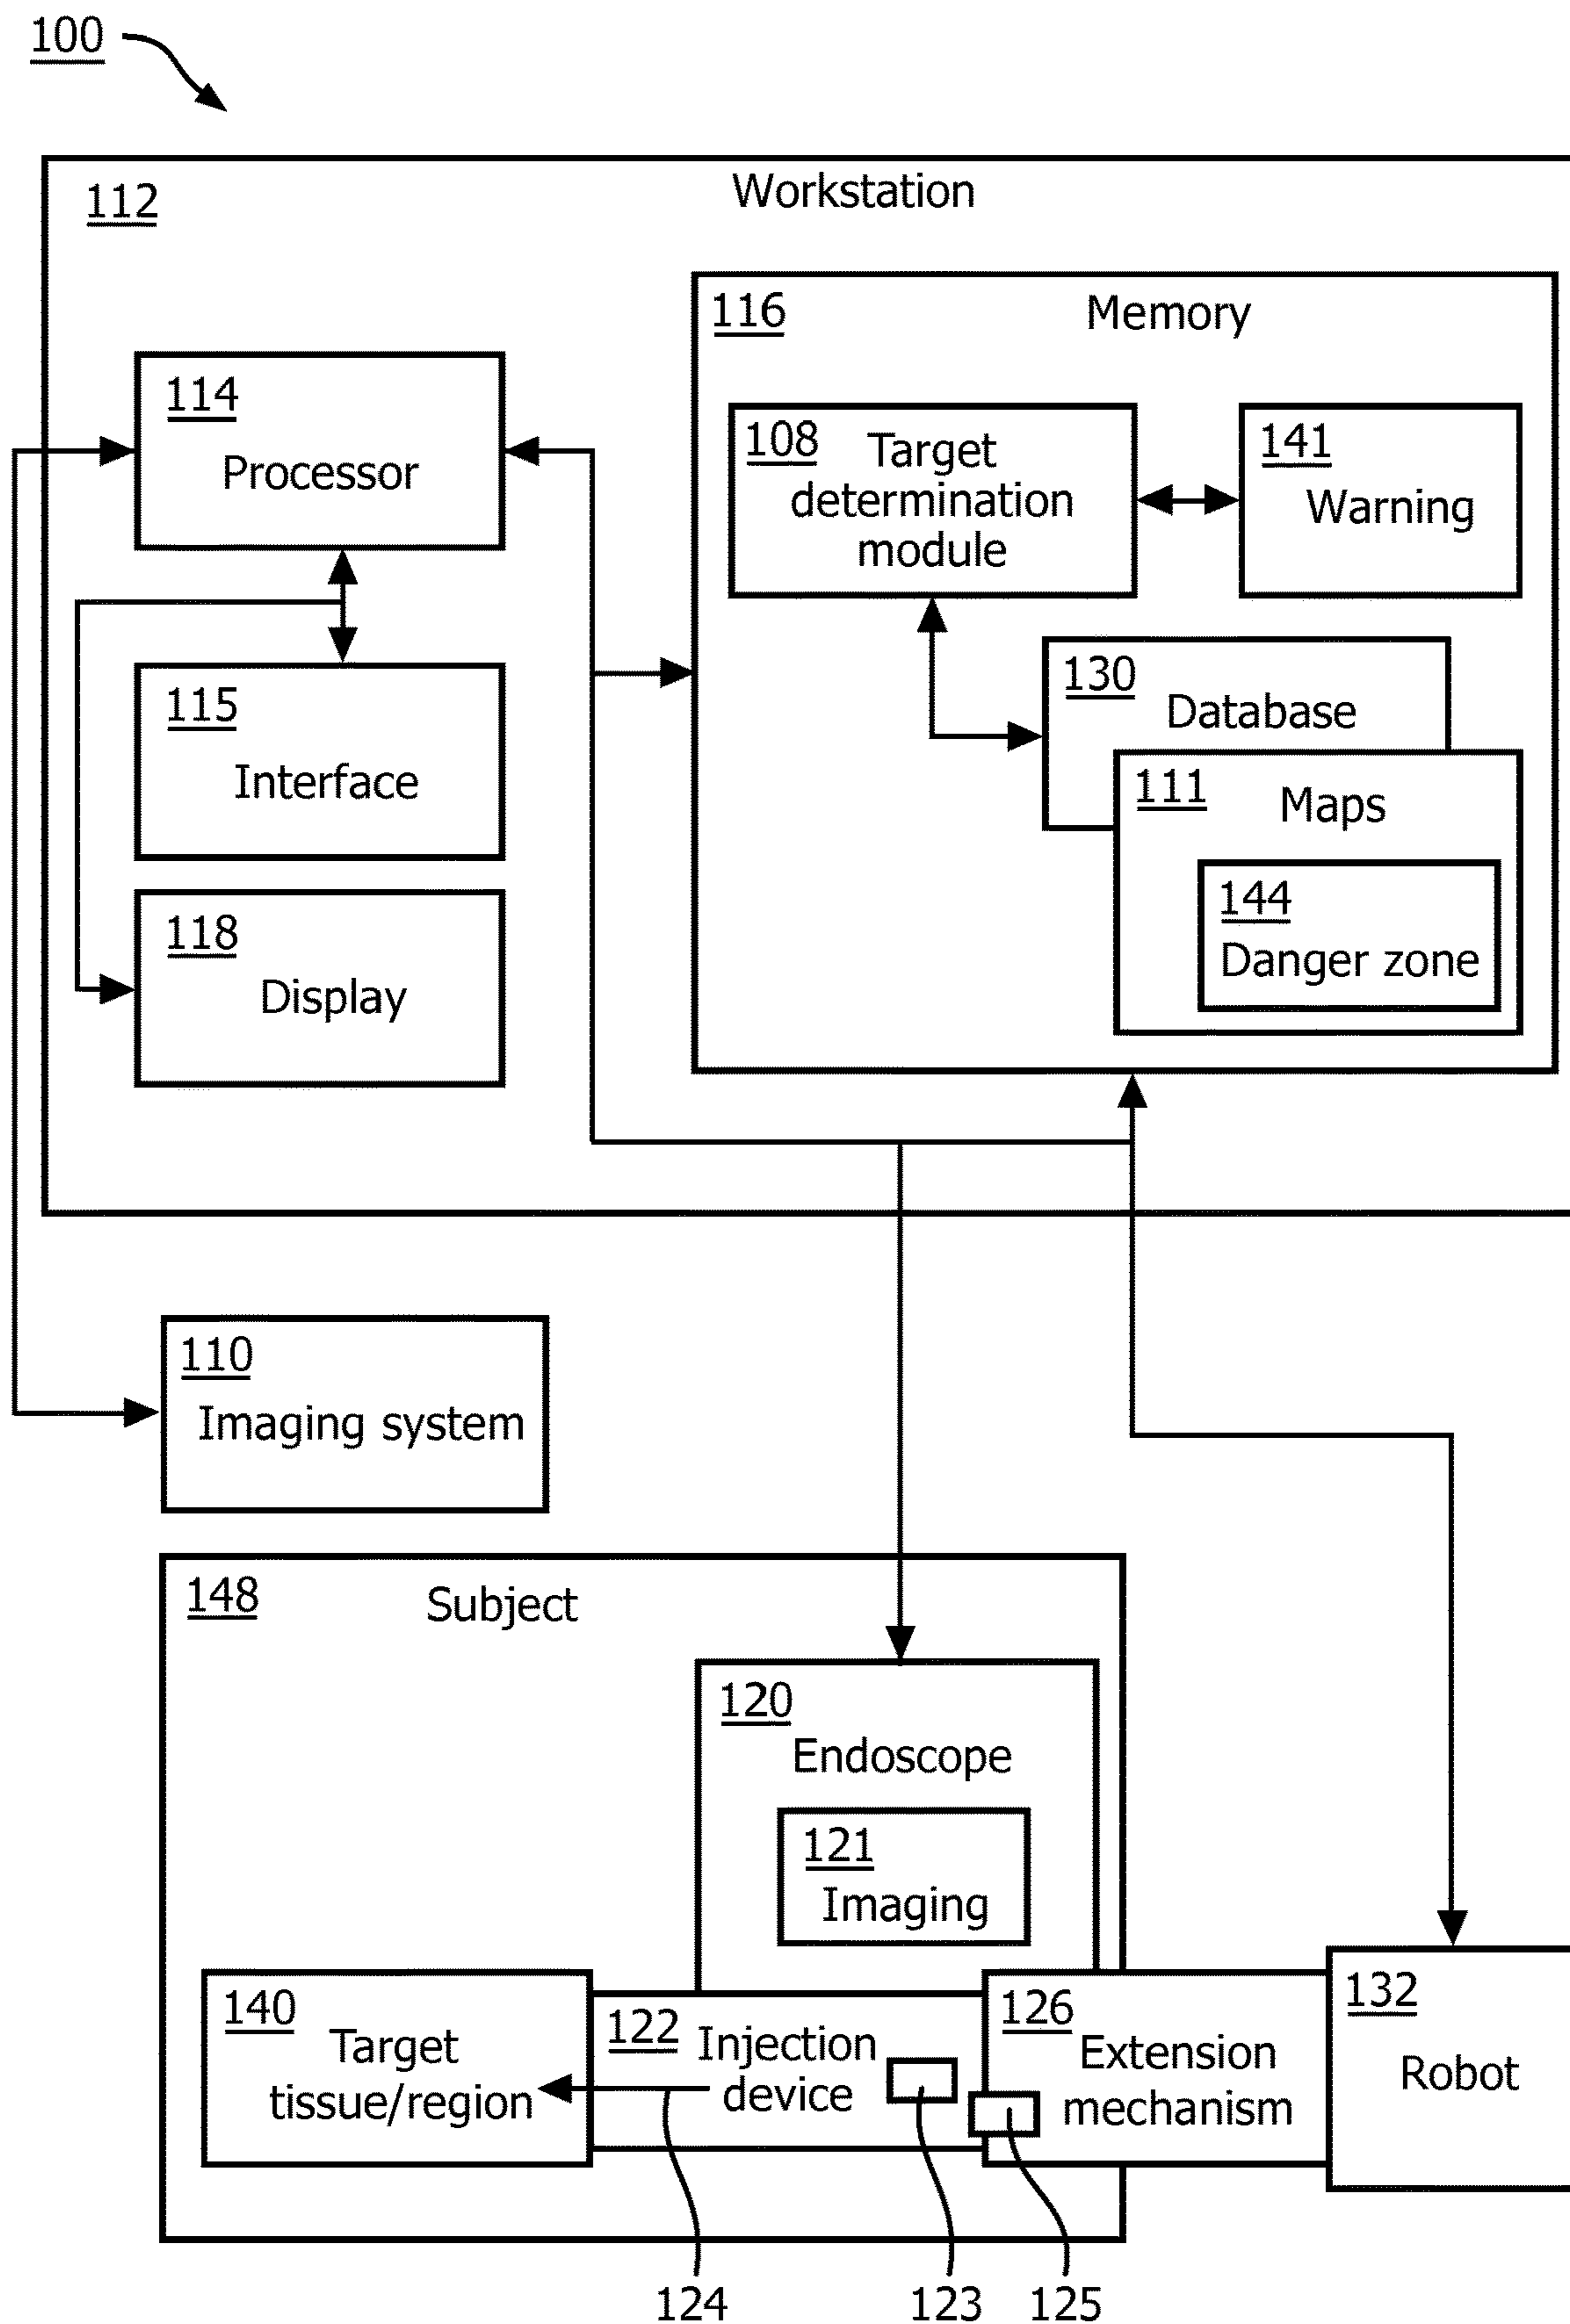 100
112
Workstation
114
Processor
115
Interface
118
Display
116
Memory
108
Target
determination
module
141
Warning
130
Database
111
Maps
144
Danger zone
110
Imaging system
148
Subject
120
Endoscope
121
Imaging
140
Target
tissue/region
122
Injection
device
126
Extension
mechanism
132
Robot
124
123
125